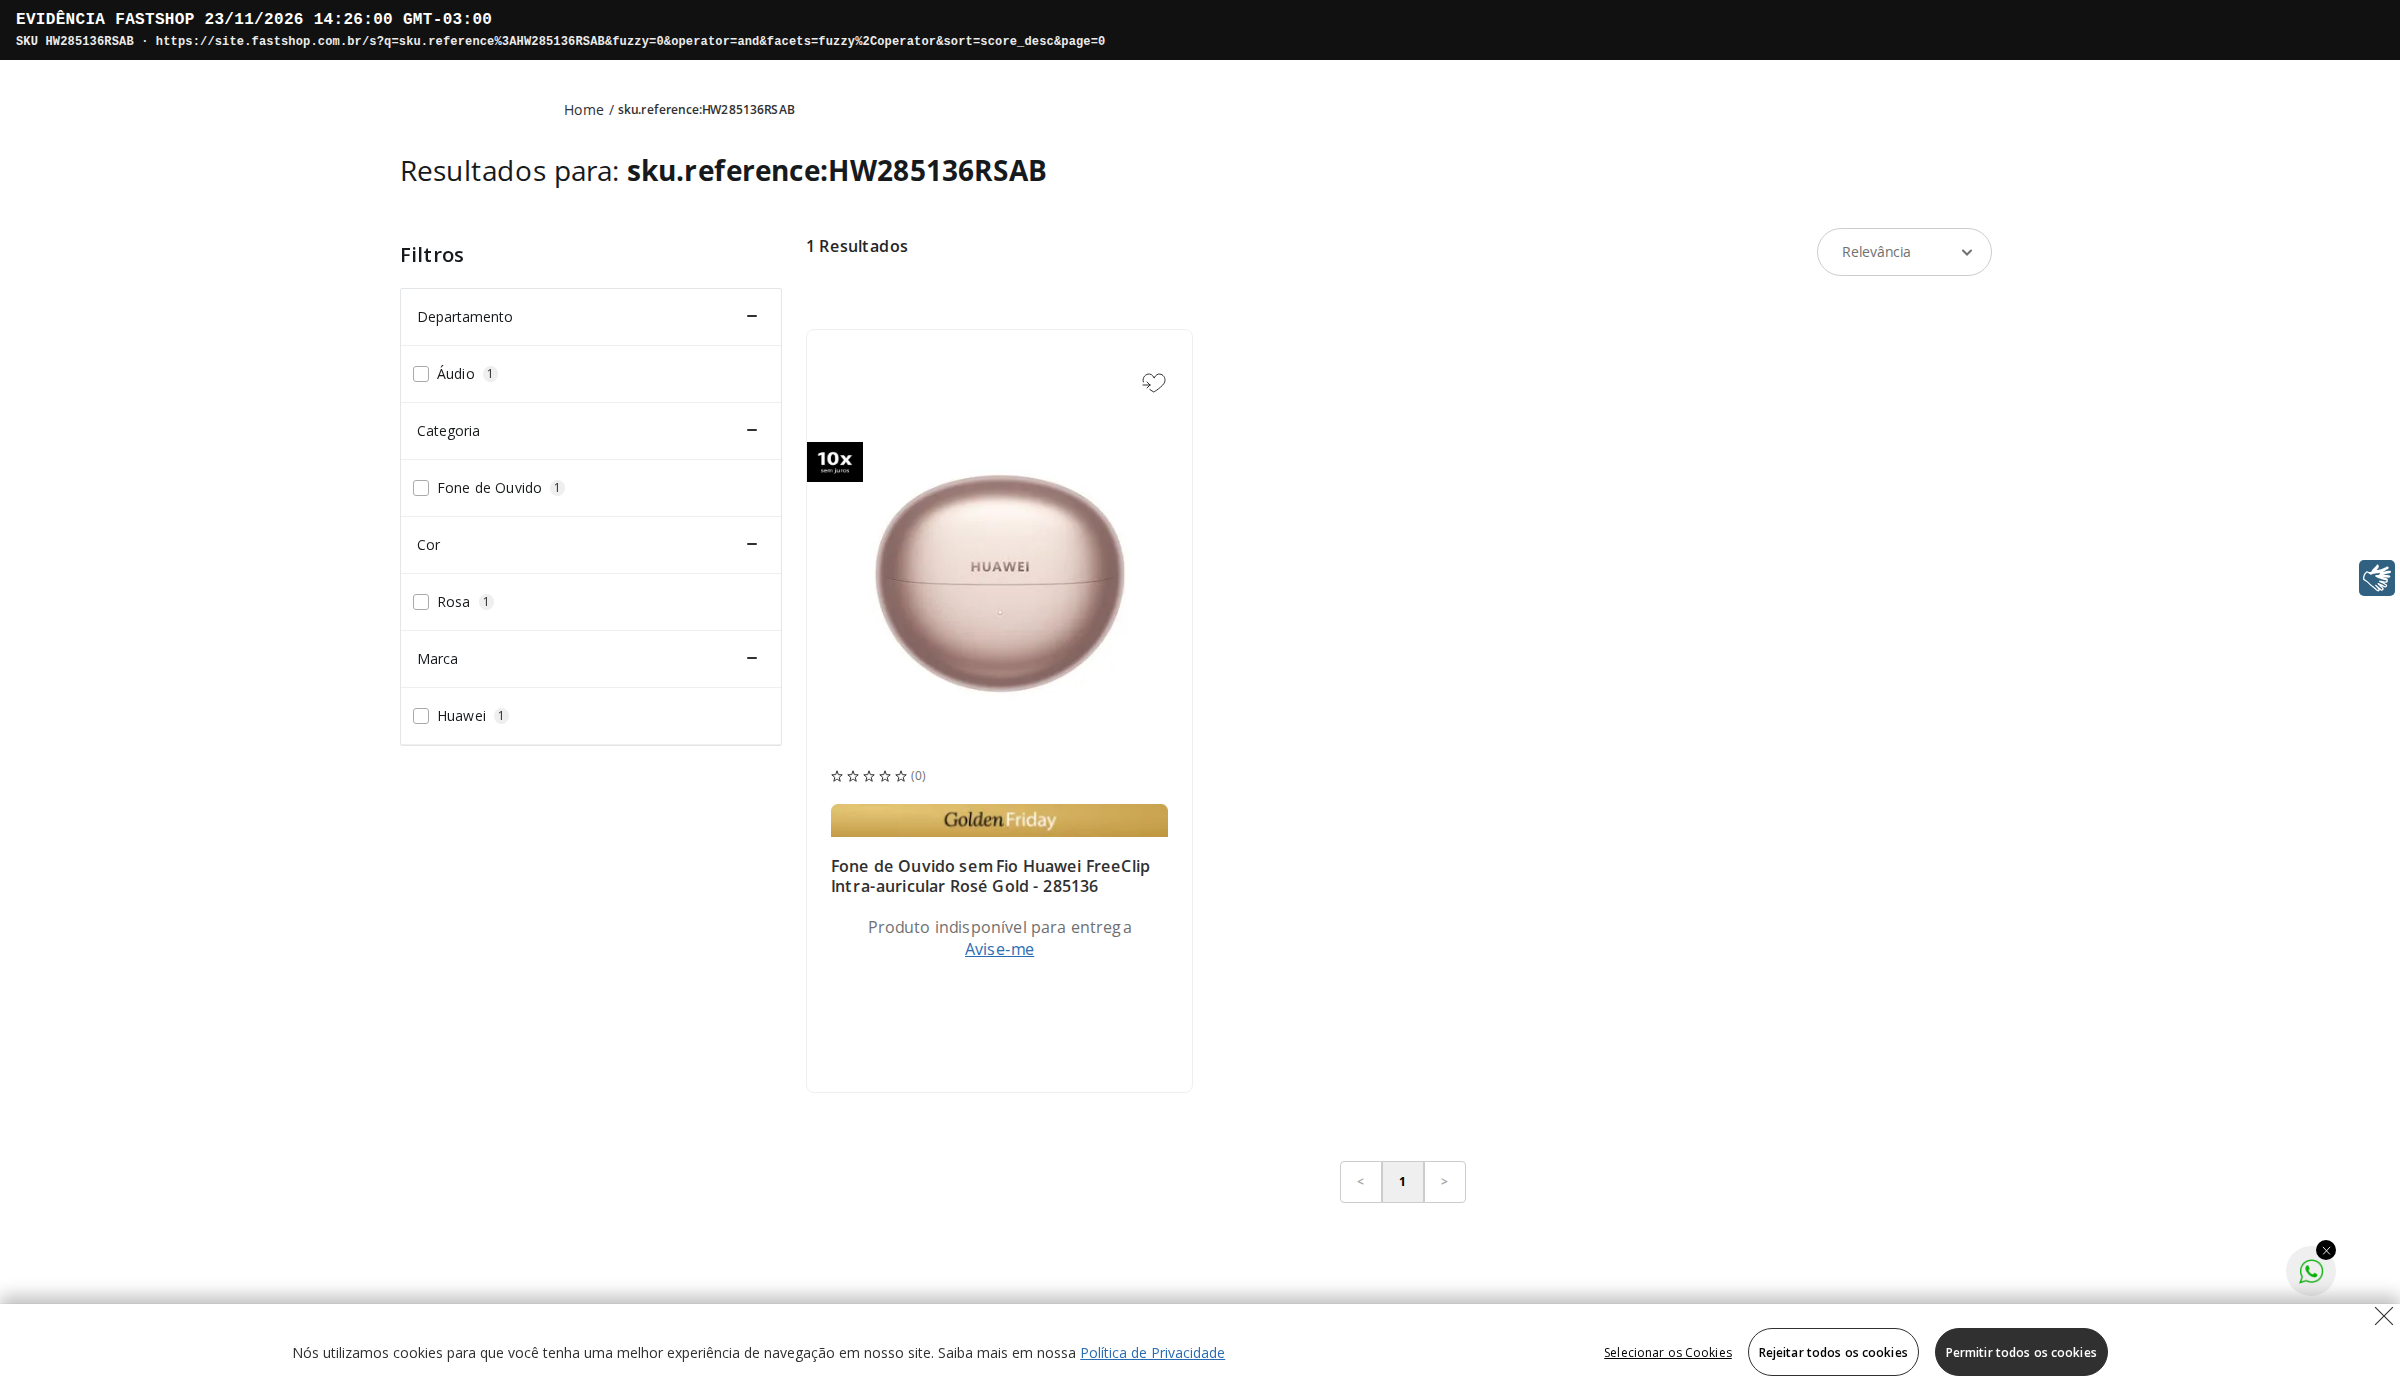 EVIDÊNCIA FASTSHOP 23/11/2026 14:26:00 GMT-03:00
SKU HW285136RSAB · https://site.fastshop.com.br/s?q=sku.reference%3AHW285136RSAB&fuzzy=0&operator=and&facets=fuzzy%2Coperator&sort=score_desc&page=0
Home / sku.reference:HW285136RSAB
Resultados para: sku.reference:HW285136RSAB
Filtros
1 Resultados
Relevância
Departamento
Áudio 1
Categoria
Fone de Ouvido 1
Cor
Rosa 1
Marca
Huawei 1
10x
sem juros
HUAWEI
(0)
Golden Friday
Fone de Ouvido sem Fio Huawei FreeClip
Intra-auricular Rosé Gold - 285136
Produto indisponível para entrega
Avise-me
< 1 >
Nós utilizamos cookies para que você tenha uma melhor experiência de navegação em nosso site. Saiba mais em nossa Política de Privacidade
Selecionar os Cookies
Rejeitar todos os cookies
Permitir todos os cookies